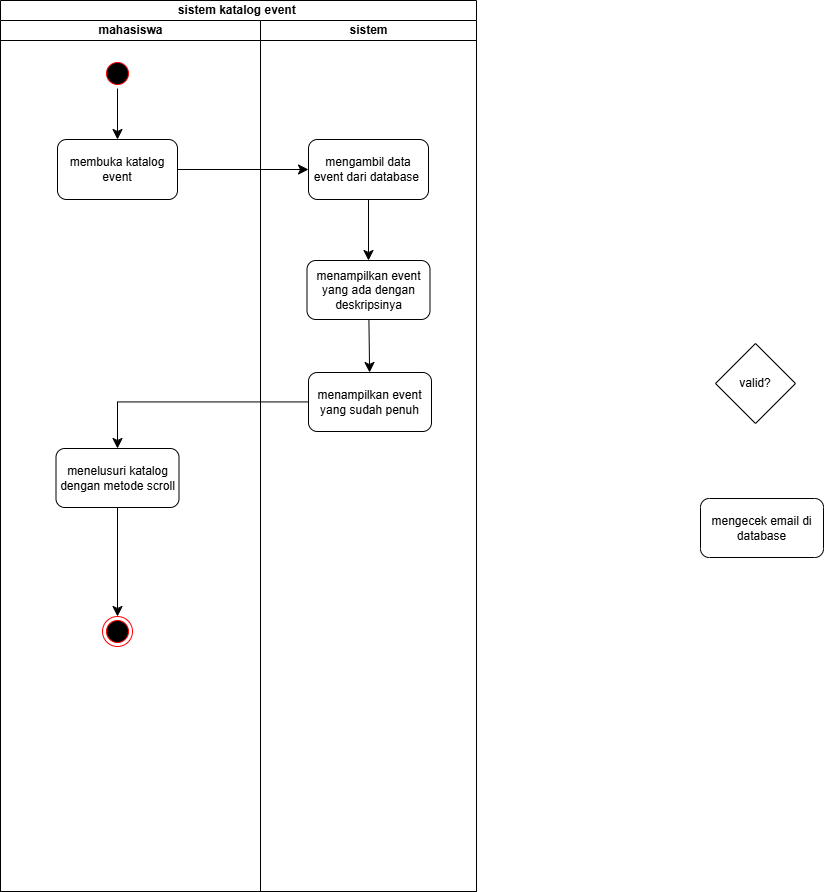 sistem katalog event
mahasiswa
sistem
membuka katalog
event
mengambil data
event dari database
menampilkan event
yang ada dengan
deskripsinya
menampilkan event
yang sudah penuh
menelusuri katalog
dengan metode scroll
valid?
mengecek email di
database